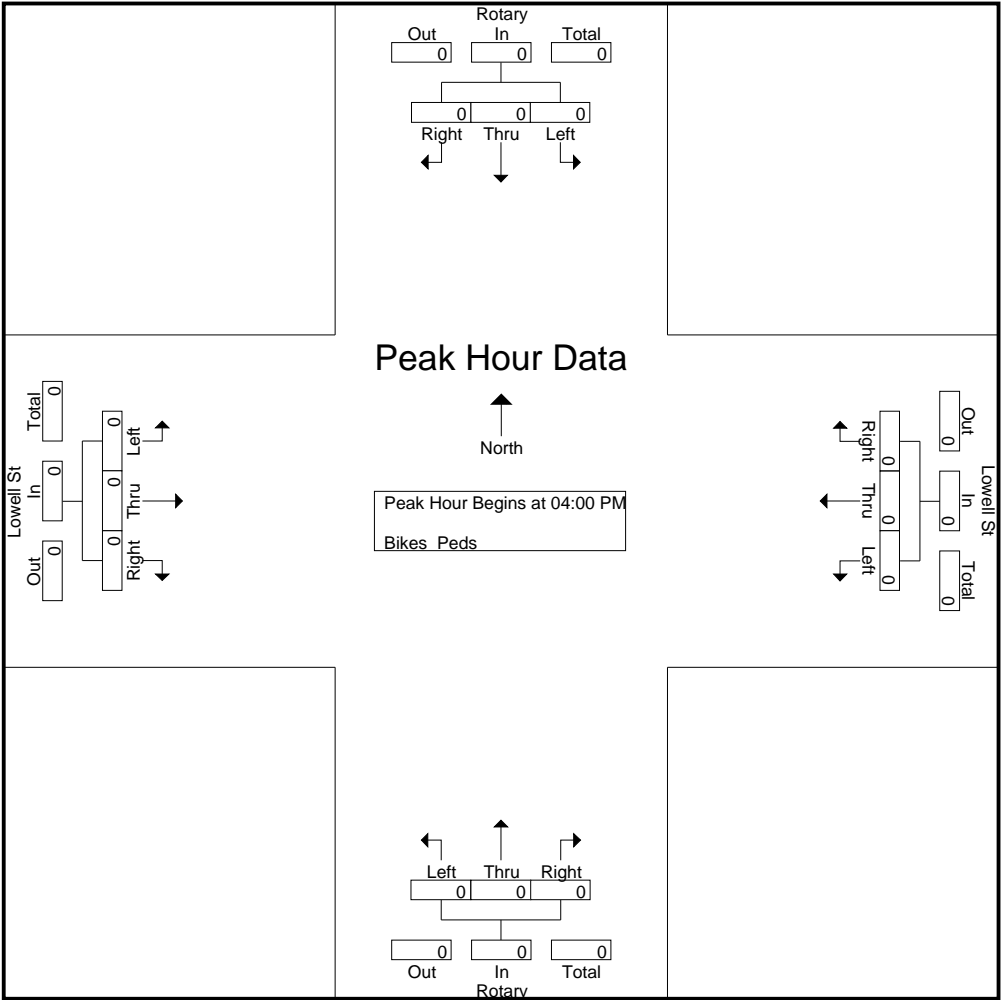 Rotary
Out In Total
0 0 0
0 0 0
Right Thru Left
Peak Hour Data
North
Peak Hour Begins at 04:00 PM
Bikes Peds
Lowell St
Total In Out
0 0 0
0 0 0
Left Thru Right
Lowell St
Out In Total
0 0 0
0 0 0
Right Thru Left
Left Thru Right
0 0 0
0 0 0
Out In Total
Rotary